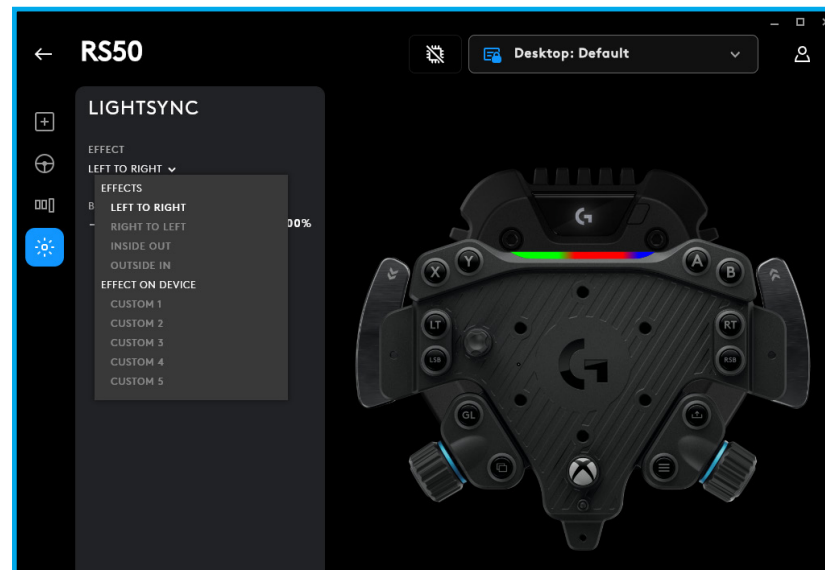 RS50
Desktop: Default
LIGHTSYNC
EFFECT
LEFT TO RIGHT
EFFECTS
LEFT TO RIGHT
RIGHT TO LEFT
INSIDE OUT
OUTSIDE IN
EFFECT ON DEVICE
CUSTOM 1
CUSTOM 2
CUSTOM 3
CUSTOM 4
CUSTOM 5
G
X
Y
A
B
LT
RT
LSB
RSB
G
GL